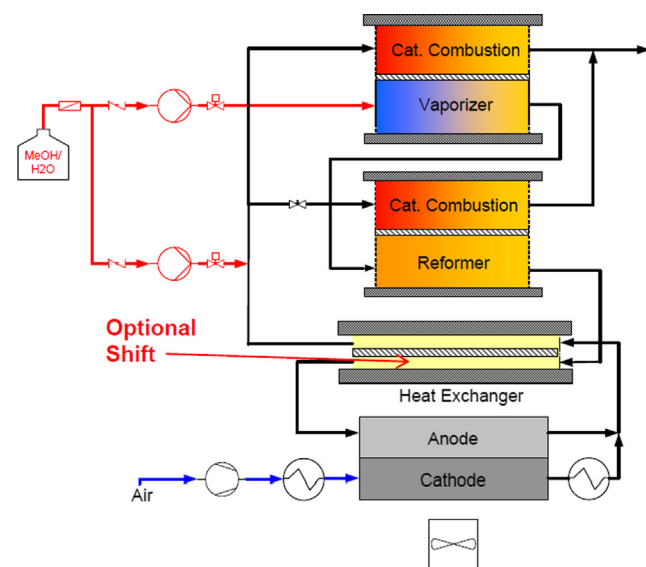 Cat. Combustion
Vaporizer
MeOH/
H2O
Cat. Combustion
Reformer
Optional
Shift
Heat Exchanger
Anode
Cathode
Air